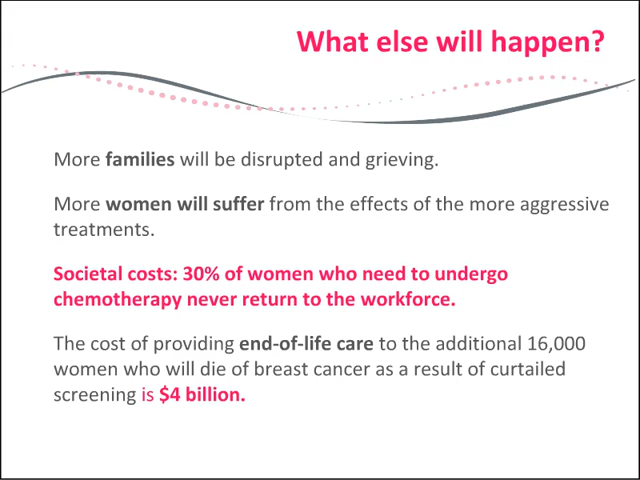 What else will happen?
More families will be disrupted and grieving.
More women will suffer from the effects of the more aggressive
treatments.
Societal costs: 30% of women who need to undergo
chemotherapy never return to the workforce.
The cost of providing end-of-life care to the additional 16,000
women who will die of breast cancer as a result of curtailed
screening is $4 billion.